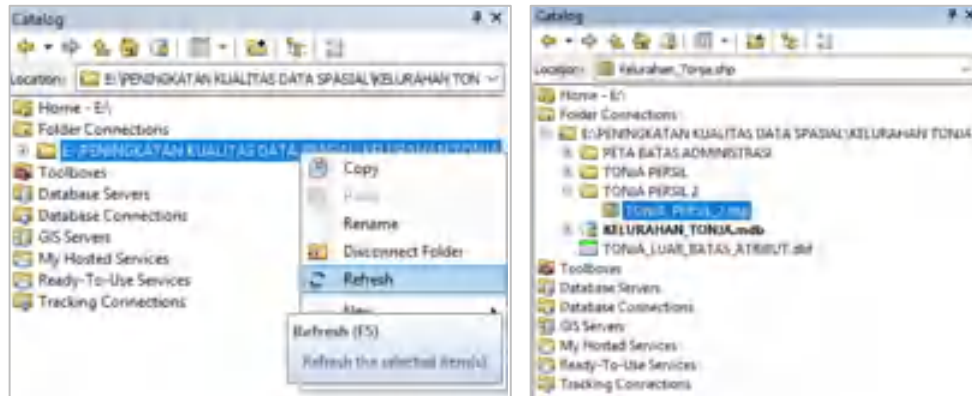 Catalog
Location: E:\PENINGKATAN KUALITAS DATA SPASIAL\KELURAHAN TON
Home - E:\
Folder Connections
E:\PENINGKATAN KUALITAS DATA SPASIAL\KELURAHAN TONJA
Toolboxes
Database Servers
Database Connections
GIS Servers
My Hosted Services
Ready-To-Use Services
Tracking Connections
Copy
Paste
Rename
Disconnect Folder
Refresh
New
Refresh (F5)
Refresh the selected item(s)
Catalog
Location: Kelurahan_Tonja.shp
Home - E:\
Folder Connections
E:\PENINGKATAN KUALITAS DATA SPASIAL\KELURAHAN TONJA
PETA BATAS ADMINISTRASI
TONJA PERSIL
TONJA PERSIL 2
TONJA_PERSIL_2.shp
KELURAHAN_TONJA.mdb
TONJA_LUAR_BATAS_ATRIBUT.dbf
Toolboxes
Database Servers
Database Connections
GIS Servers
My Hosted Services
Ready-To-Use Services
Tracking Connections